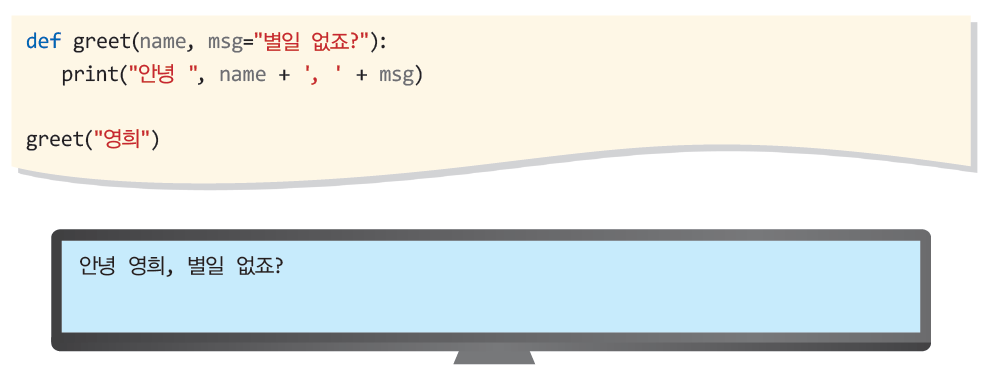 def greet(name, msg="별일 없죠?"):
print("안녕 ", name + ', ' + msg)
greet("영희")
안녕 영희, 별일 없죠?